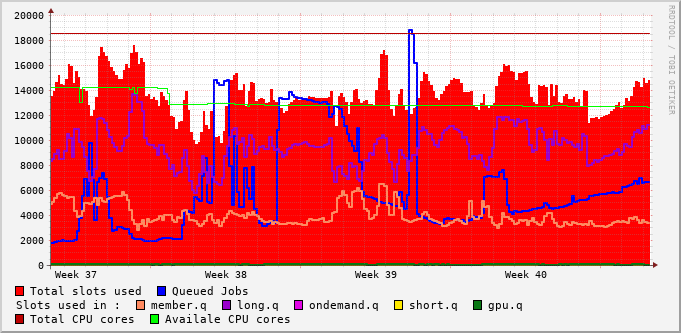 20000
18000
16000
14000
12000
10000
8000
6000
4000
2000
0
Week 37 Week 38 Week 39 Week 40
Total slots used Queued Jobs
Slots used in : member.q long.q ondemand.q short.q gpu.q
Total CPU cores Availale CPU cores
RRDTOOL / TOBI OETIKER